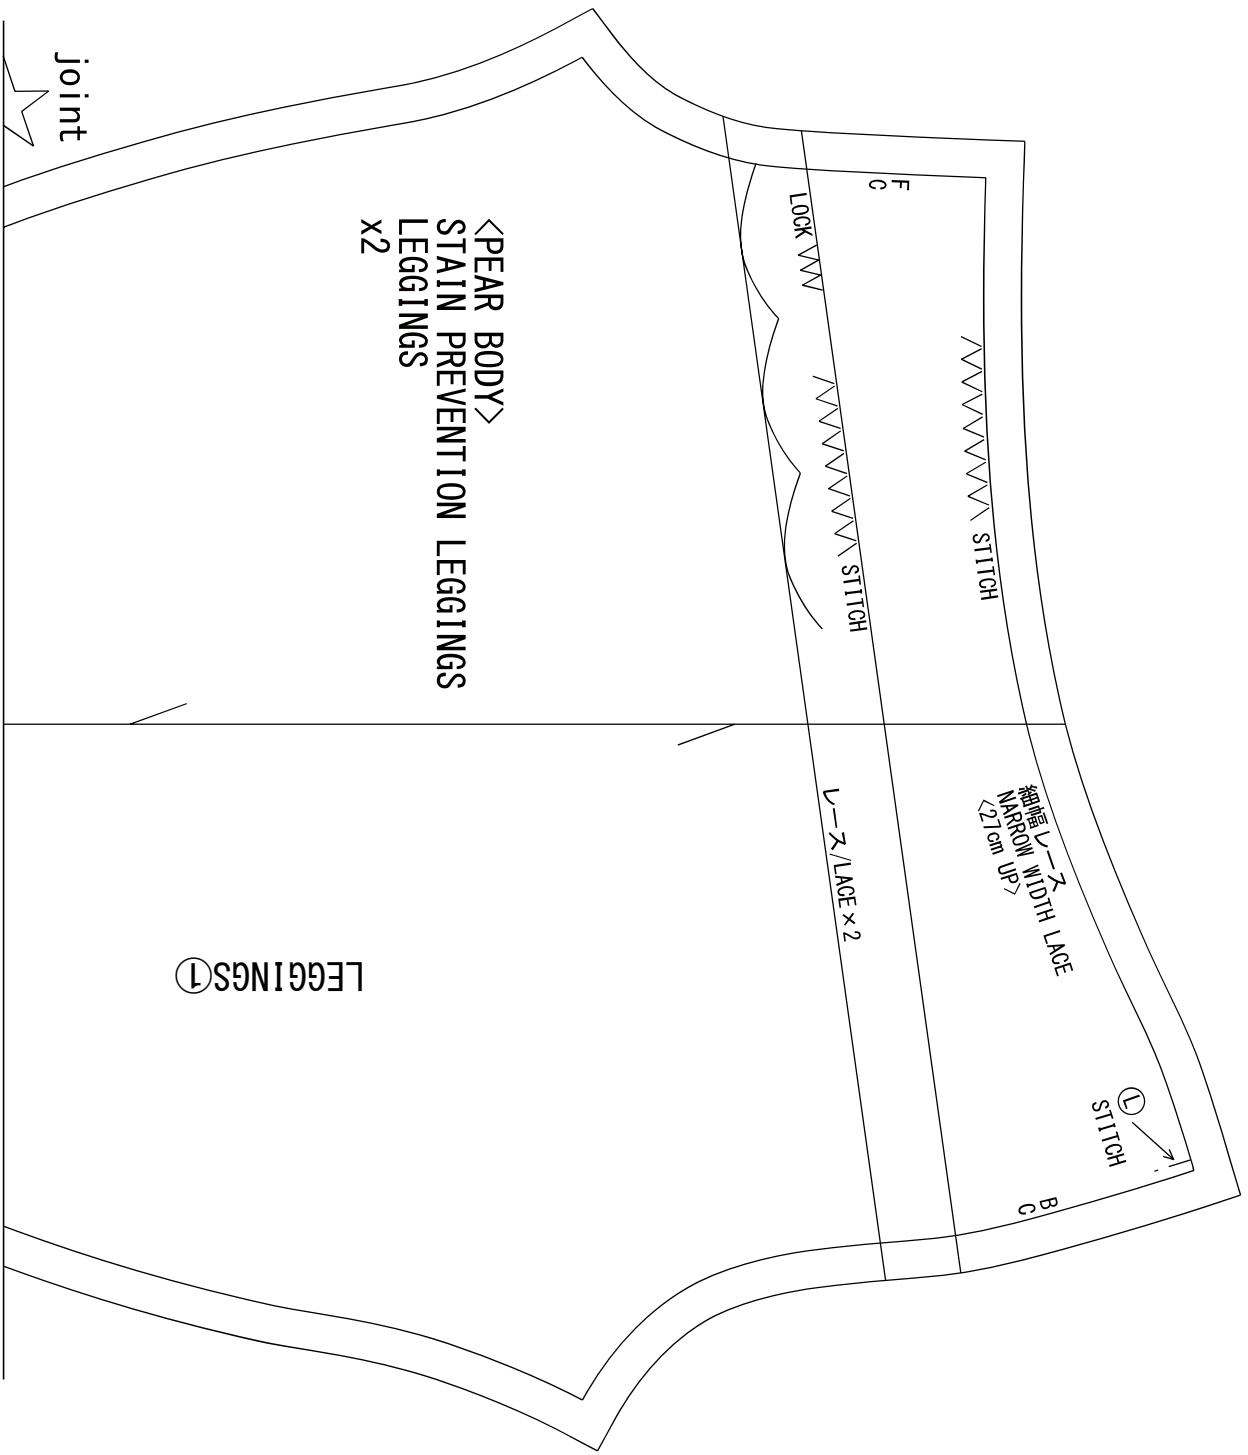 joint
F
C
LOCK
STITCH
STITCH
<PEAR BODY>
STAIN PREVENTION LEGGINGS
LEGGINGS
x2
細幅レース
NARROW WIDTH LACE
<27cm UP>
レース/LACE×2
LEGGINGS①
Ⓛ
STITCH
B
C